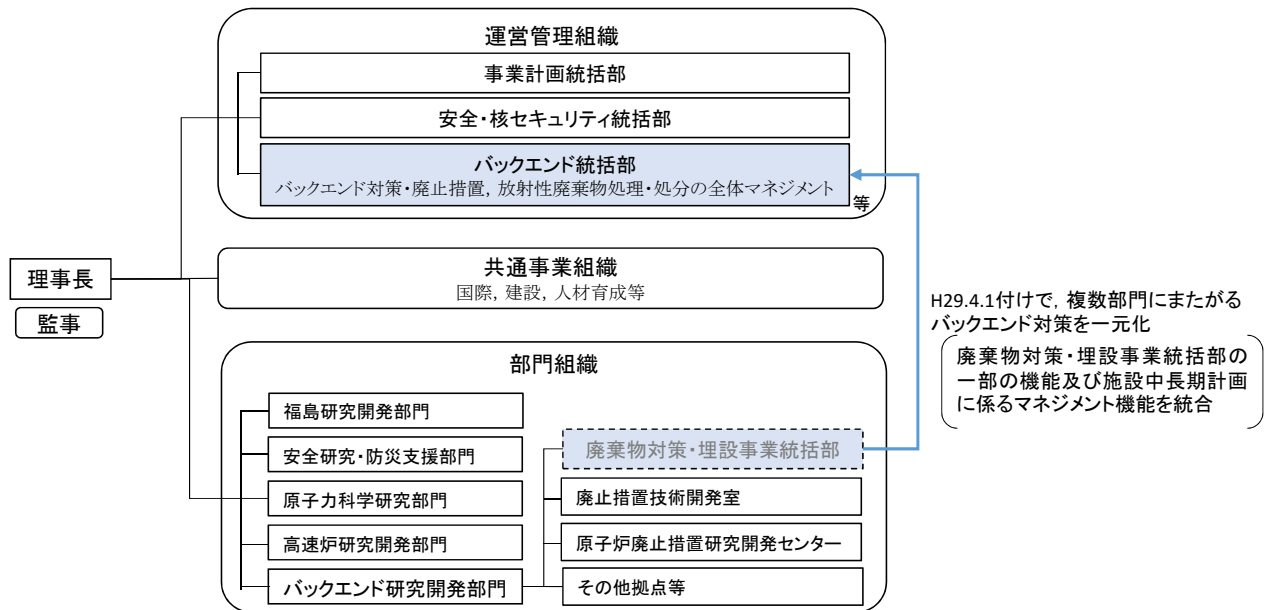 運営管理組織
事業計画統括部
安全・核セキュリティ統括部
バックエンド統括部
バックエンド対策・廃止措置, 放射性廃棄物処理・処分の全体マネジメント
等
理事長
監事
共通事業組織
国際, 建設, 人材育成等
H29.4.1付けで, 複数部門にまたがる
バックエンド対策を一元化
廃棄物対策・埋設事業統括部の
一部の機能及び施設中長期計画
に係るマネジメント機能を統合
部門組織
福島研究開発部門
安全研究・防災支援部門
原子力科学研究部門
高速炉研究開発部門
バックエンド研究開発部門
廃棄物対策・埋設事業統括部
廃止措置技術開発室
原子炉廃止措置研究開発センター
その他拠点等